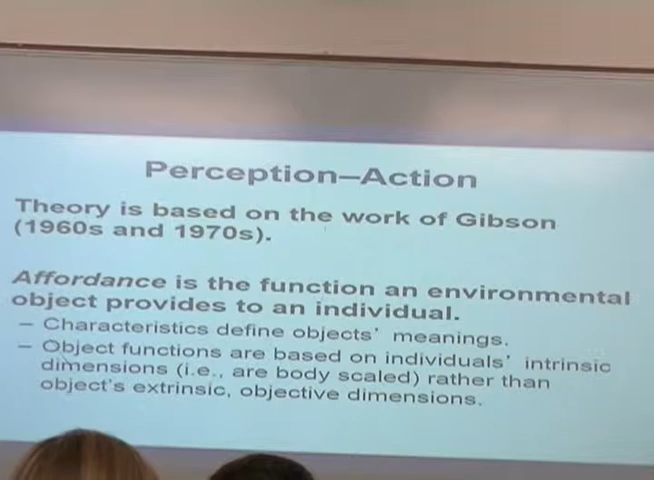 Perception–Action
Theory is based on the work of Gibson
(1960s and 1970s).
Affordance is the function an environmental
object provides to an individual.
– Characteristics define objects' meanings.
– Object functions are based on individuals' intrinsic
dimensions (i.e., are body scaled) rather than
object's extrinsic, objective dimensions.